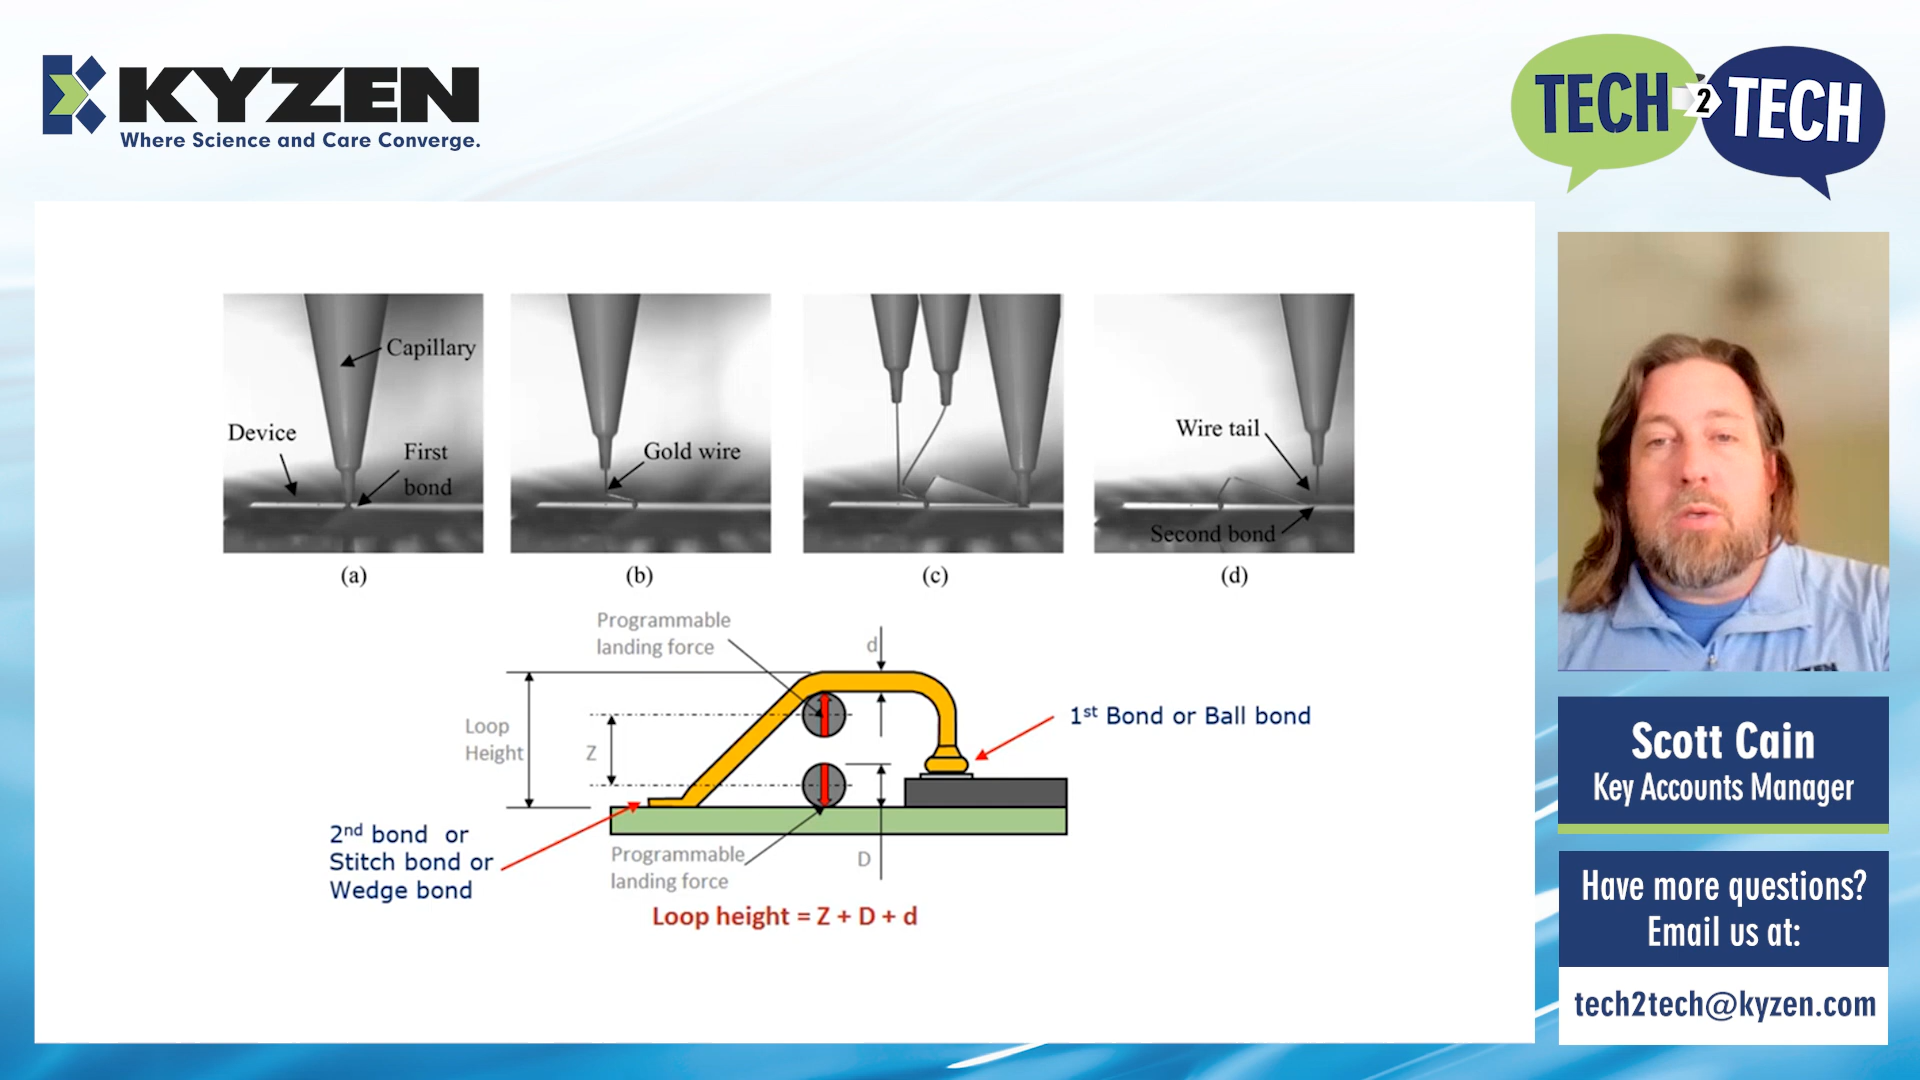 KYZEN
Where Science and Care Converge.
TECH 2 TECH
Capillary
Device
First
bond
(a)
Gold wire
(b)
(c)
Wire tail
Second bond
(d)
Programmable
landing force
d
Loop
Height
Z
1st Bond or Ball bond
2nd bond or
Stitch bond or
Wedge bond
Programmable
landing force
D
Loop height = Z + D + d
Scott Cain
Key Accounts Manager
Have more questions?
Email us at:
tech2tech@kyzen.com